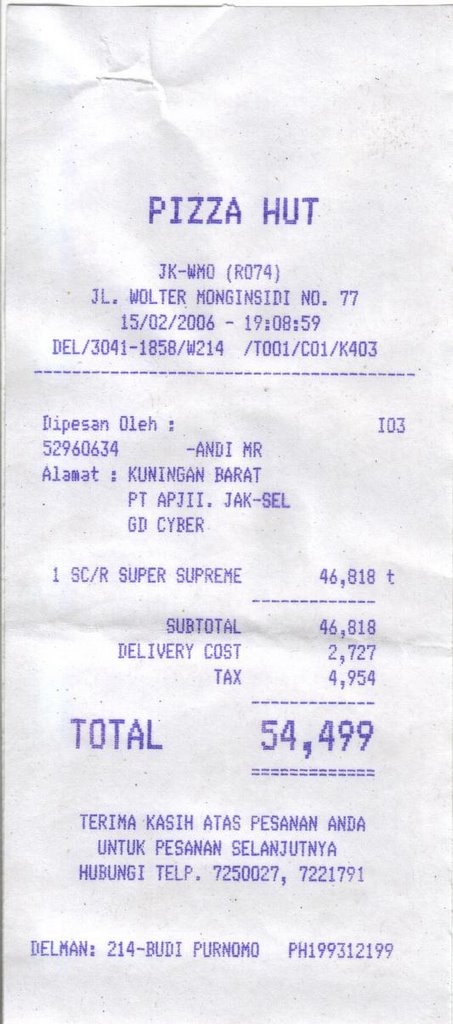 PIZZA HUT
JK-WMO (R074)
JL. WOLTER MONGINSIDI NO. 77
15/02/2006 - 19:08:59
DEL/3041-1858/W214 /T001/C01/K403
Dipesan Oleh : I03
52960634 -ANDI MR
Alamat : KUNINGAN BARAT
PT APJII. JAK-SEL
GD CYBER
1 SC/R SUPER SUPREME 46,818 t
SUBTOTAL 46,818
DELIVERY COST 2,727
TAX 4,954
TOTAL 54,499
TERIMA KASIH ATAS PESANAN ANDA
UNTUK PESANAN SELANJUTNYA
HUBUNGI TELP. 7250027, 7221791
DELMAN: 214-BUDI PURNOMO PH199312199